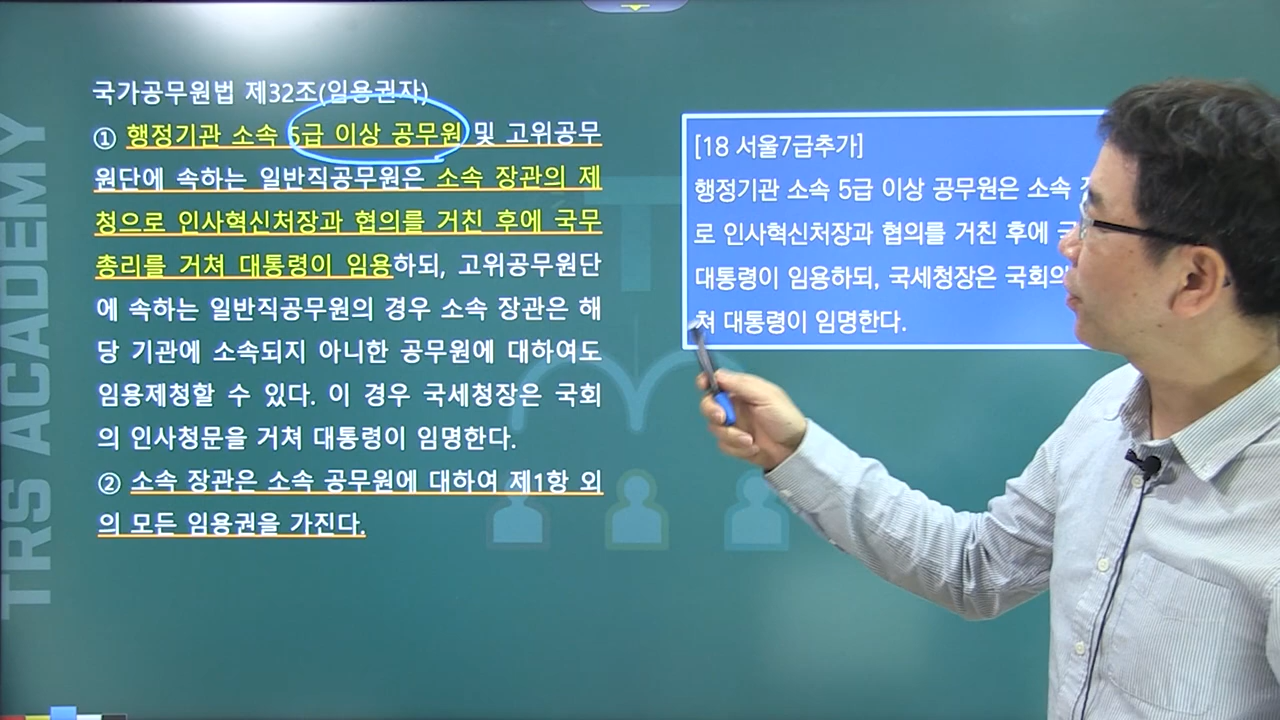 국가공무원법 제32조(임용권자)
① 행정기관 소속 5급 이상 공무원 및 고위공무
원단에 속하는 일반직공무원은 소속 장관의 제
청으로 인사혁신처장과 협의를 거친 후에 국무
총리를 거쳐 대통령이 임용하되, 고위공무원단
에 속하는 일반직공무원의 경우 소속 장관은 해
당 기관에 소속되지 아니한 공무원에 대하여도
임용제청할 수 있다. 이 경우 국세청장은 국회
의 인사청문을 거쳐 대통령이 임명한다.
② 소속 장관은 소속 공무원에 대하여 제1항 외
의 모든 임용권을 가진다.
[18 서울7급추가]
행정기관 소속 5급 이상 공무원은 소속
로 인사혁신처장과 협의를 거친 후에
대통령이 임용하되, 국세청장은 국회의
쳐 대통령이 임명한다.
TRS ACADEMY